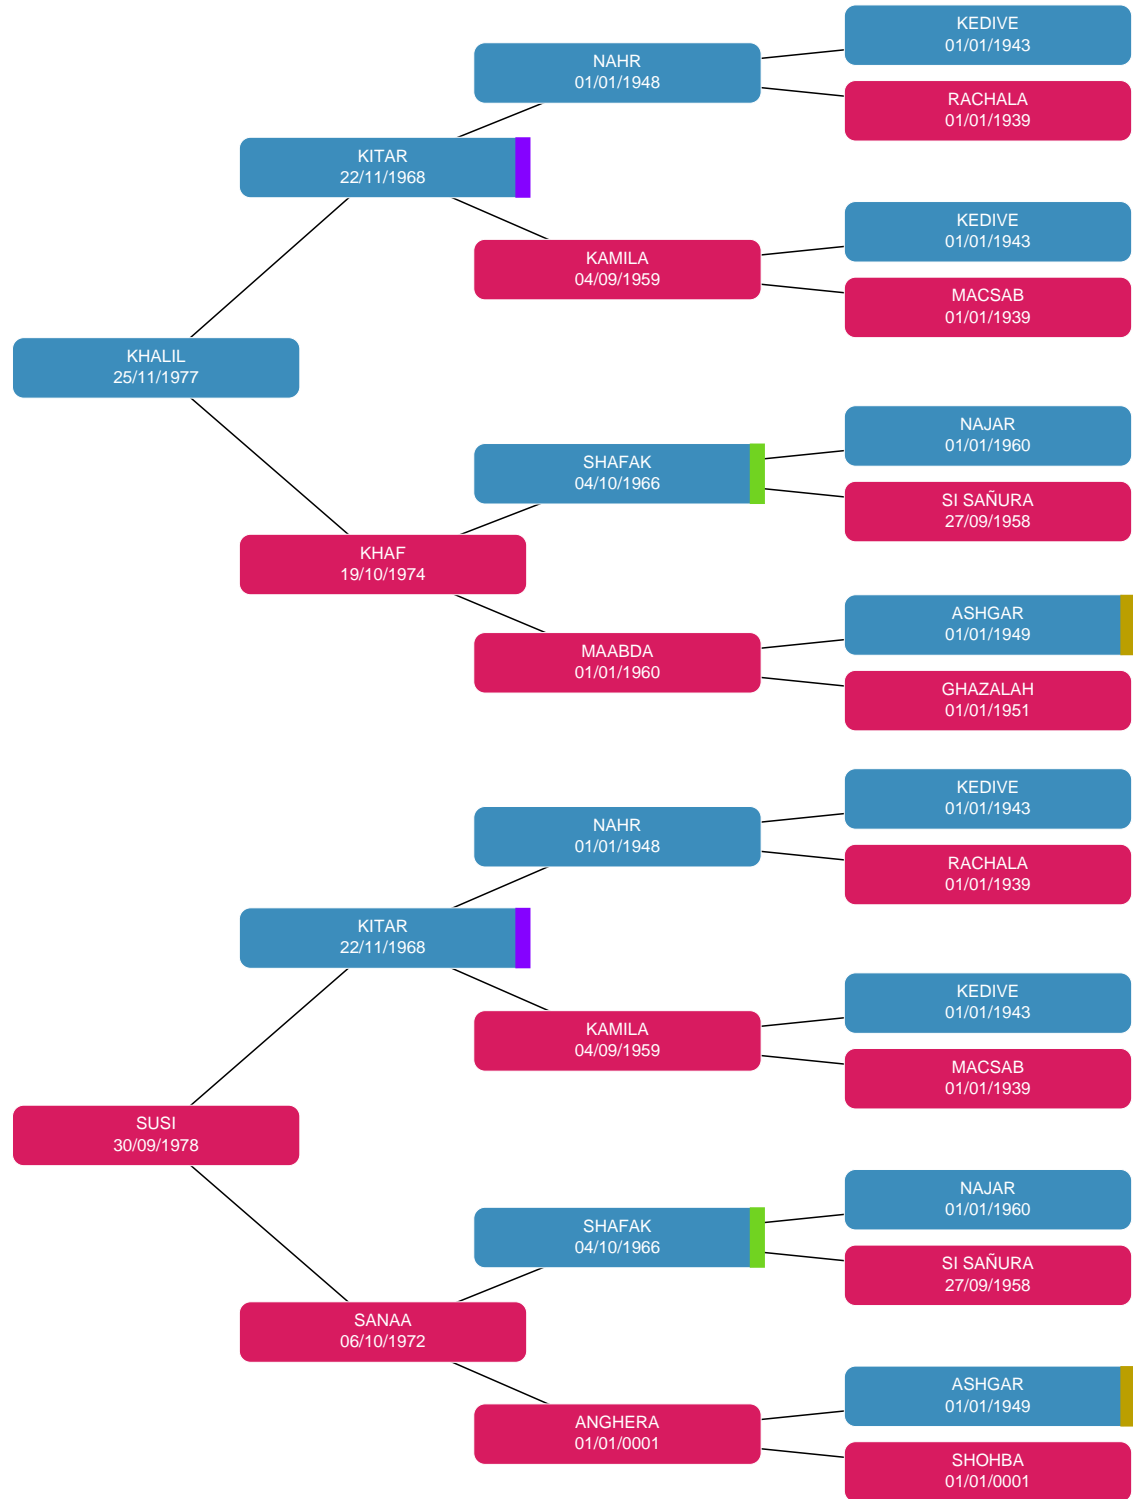 KEDIVE
01/01/1943
NAHR
01/01/1948
RACHALA
01/01/1939
KITAR
22/11/1968
KEDIVE
01/01/1943
KAMILA
04/09/1959
MACSAB
01/01/1939
KHALIL
25/11/1977
NAJAR
01/01/1960
SHAFAK
04/10/1966
SI SAÑURA
27/09/1958
KHAF
19/10/1974
ASHGAR
01/01/1949
MAABDA
01/01/1960
GHAZALAH
01/01/1951
KEDIVE
01/01/1943
NAHR
01/01/1948
RACHALA
01/01/1939
KITAR
22/11/1968
KEDIVE
01/01/1943
KAMILA
04/09/1959
MACSAB
01/01/1939
SUSI
30/09/1978
NAJAR
01/01/1960
SHAFAK
04/10/1966
SI SAÑURA
27/09/1958
SANAA
06/10/1972
ASHGAR
01/01/1949
ANGHERA
01/01/0001
SHOHBA
01/01/0001